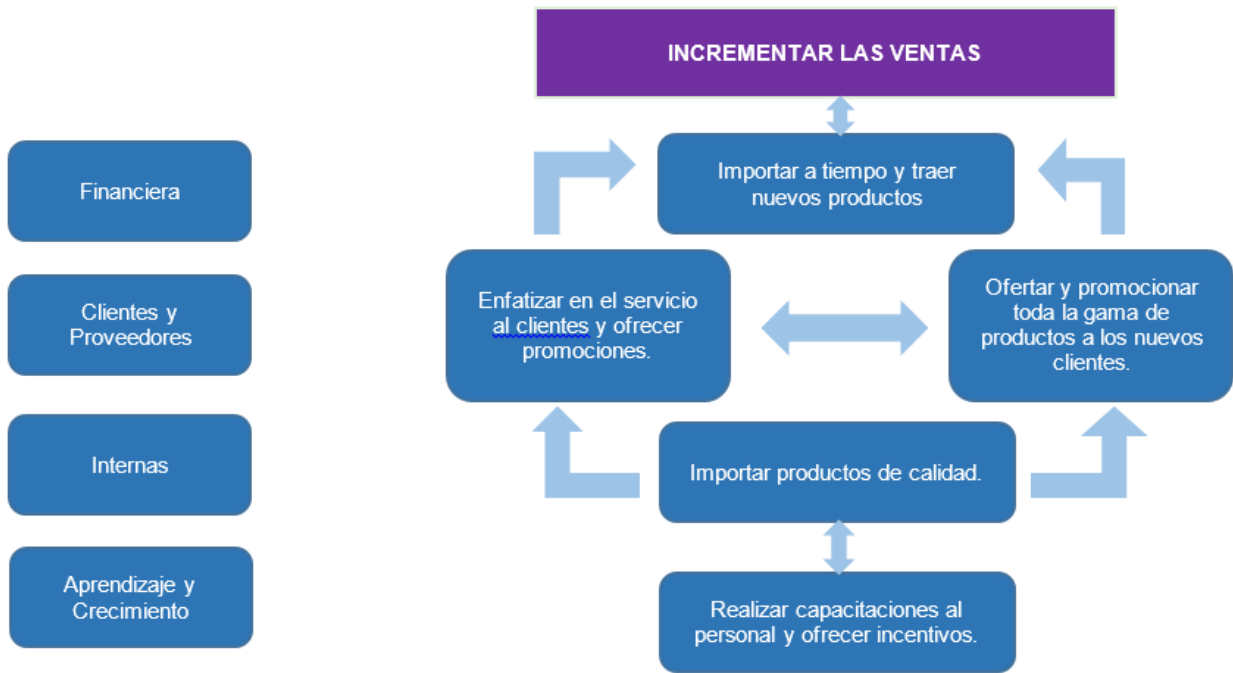 INCREMENTAR LAS VENTAS
Financiera
Importar a tiempo y traer
nuevos productos
Clientes y
Proveedores
Enfatizar en el servicio
al clientes y ofrecer
promociones.
Ofertar y promocionar
toda la gama de
productos a los nuevos
clientes.
Internas
Importar productos de calidad.
Aprendizaje y
Crecimiento
Realizar capacitaciones al
personal y ofrecer incentivos.